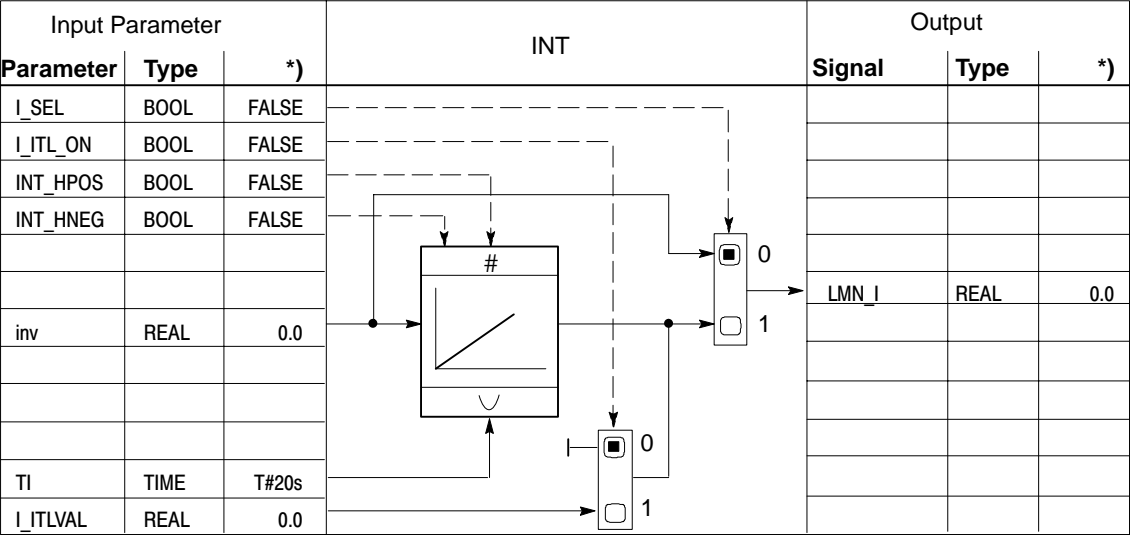 Input Parameter INT Output
Parameter Type *) Signal Type *)
I_SEL BOOL FALSE
I_ITL_ON BOOL FALSE
INT_HPOS BOOL FALSE
INT_HNEG BOOL FALSE
# 0
LMN_I REAL 0.0
inv REAL 0.0 1
0
TI TIME T#20s
I_ITLVAL REAL 0.0 1